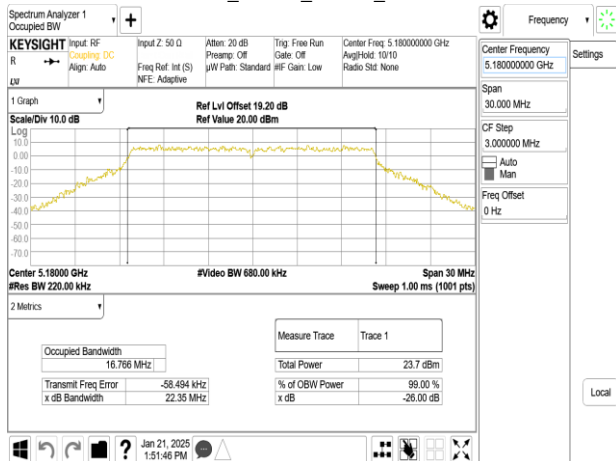 Spectrum Analyzer 1
Occupied BW
Frequency
KEYSIGHT
R
LXI
Input: RF
Coupling: DC
Align: Auto
Input Z: 50 Ω
Freq Ref: Int (S)
NFE: Adaptive
Atten: 20 dB
Preamp: Off
µW Path: Standard
Trig: Free Run
Gate: Off
#IF Gain: Low
Center Freq: 5.180000000 GHz
Avg|Hold: 10/10
Radio Std: None
Center Frequency
5.180000000 GHz
Settings
Span
30.000 MHz
CF Step
3.000000 MHz
Auto
Man
Freq Offset
0 Hz
Local
1 Graph
Scale/Div 10.0 dB
Ref Lvl Offset 19.20 dB
Ref Value 20.00 dBm
Log
10.0
0.00
-10.0
-20.0
-30.0
-40.0
-50.0
-60.0
-70.0
Center 5.18000 GHz
#Video BW 680.00 kHz
Span 30 MHz
#Res BW 220.00 kHz
Sweep 1.00 ms (1001 pts)
2 Metrics
Measure Trace Trace 1
Occupied Bandwidth
16.766 MHz
Total Power 23.7 dBm
Transmit Freq Error -58.494 kHz
% of OBW Power 99.00 %
x dB Bandwidth 22.35 MHz
x dB -26.00 dB
?
Jan 21, 2025
1:51:46 PM